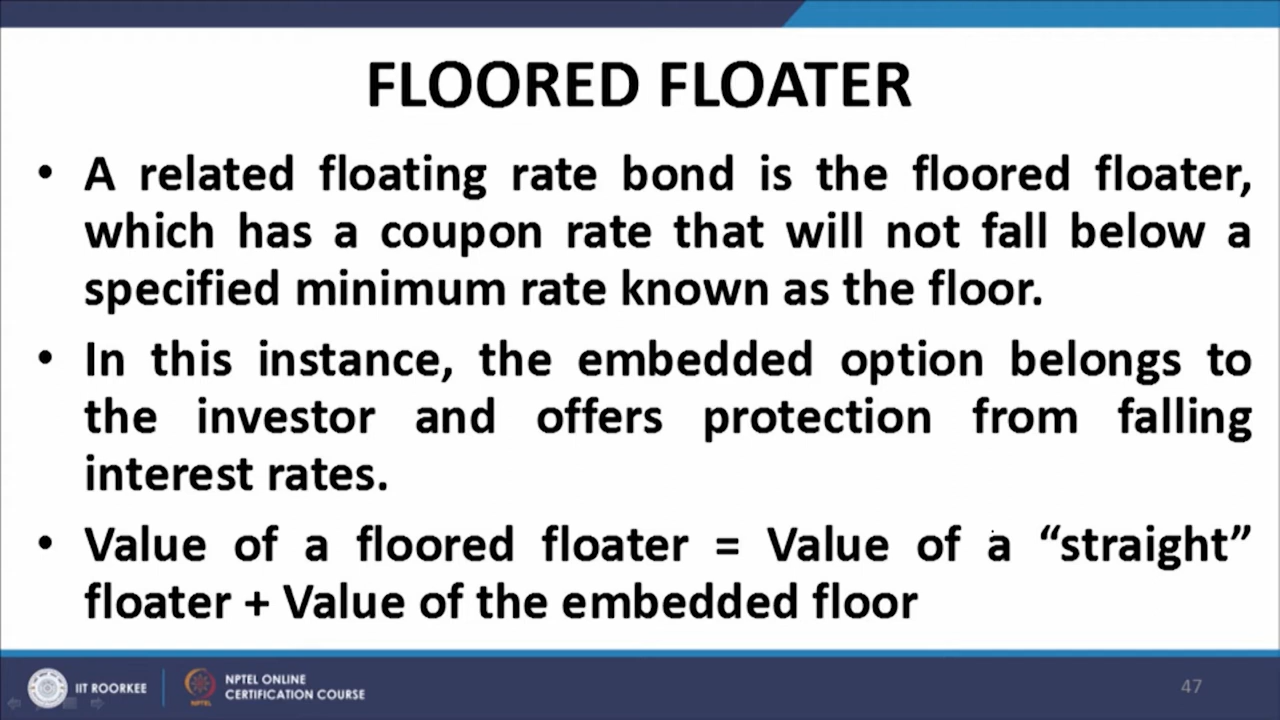 FLOORED FLOATER
• A related floating rate bond is the floored floater,
which has a coupon rate that will not fall below a
specified minimum rate known as the floor.
• In this instance, the embedded option belongs to
the investor and offers protection from falling
interest rates.
• Value of a floored floater = Value of a “straight”
floater + Value of the embedded floor
IIT ROORKEE
NPTEL ONLINE
CERTIFICATION COURSE
NPTEL
47